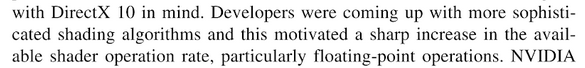 with DirectX 10 in mind. Developers were coming up with more sophisti-
cated shading algorithms and this motivated a sharp increase in the avail-
able shader operation rate, particularly floating-point operations. NVIDIA